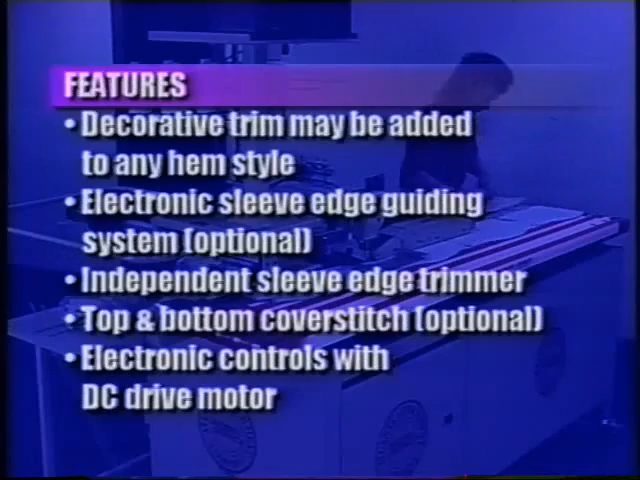 FEATURES
• Decorative trim may be added
to any hem style
• Electronic sleeve edge guiding
system (optional)
• Independent sleeve edge trimmer
• Top & bottom coverstitch (optional)
• Electronic controls with
DC drive motor